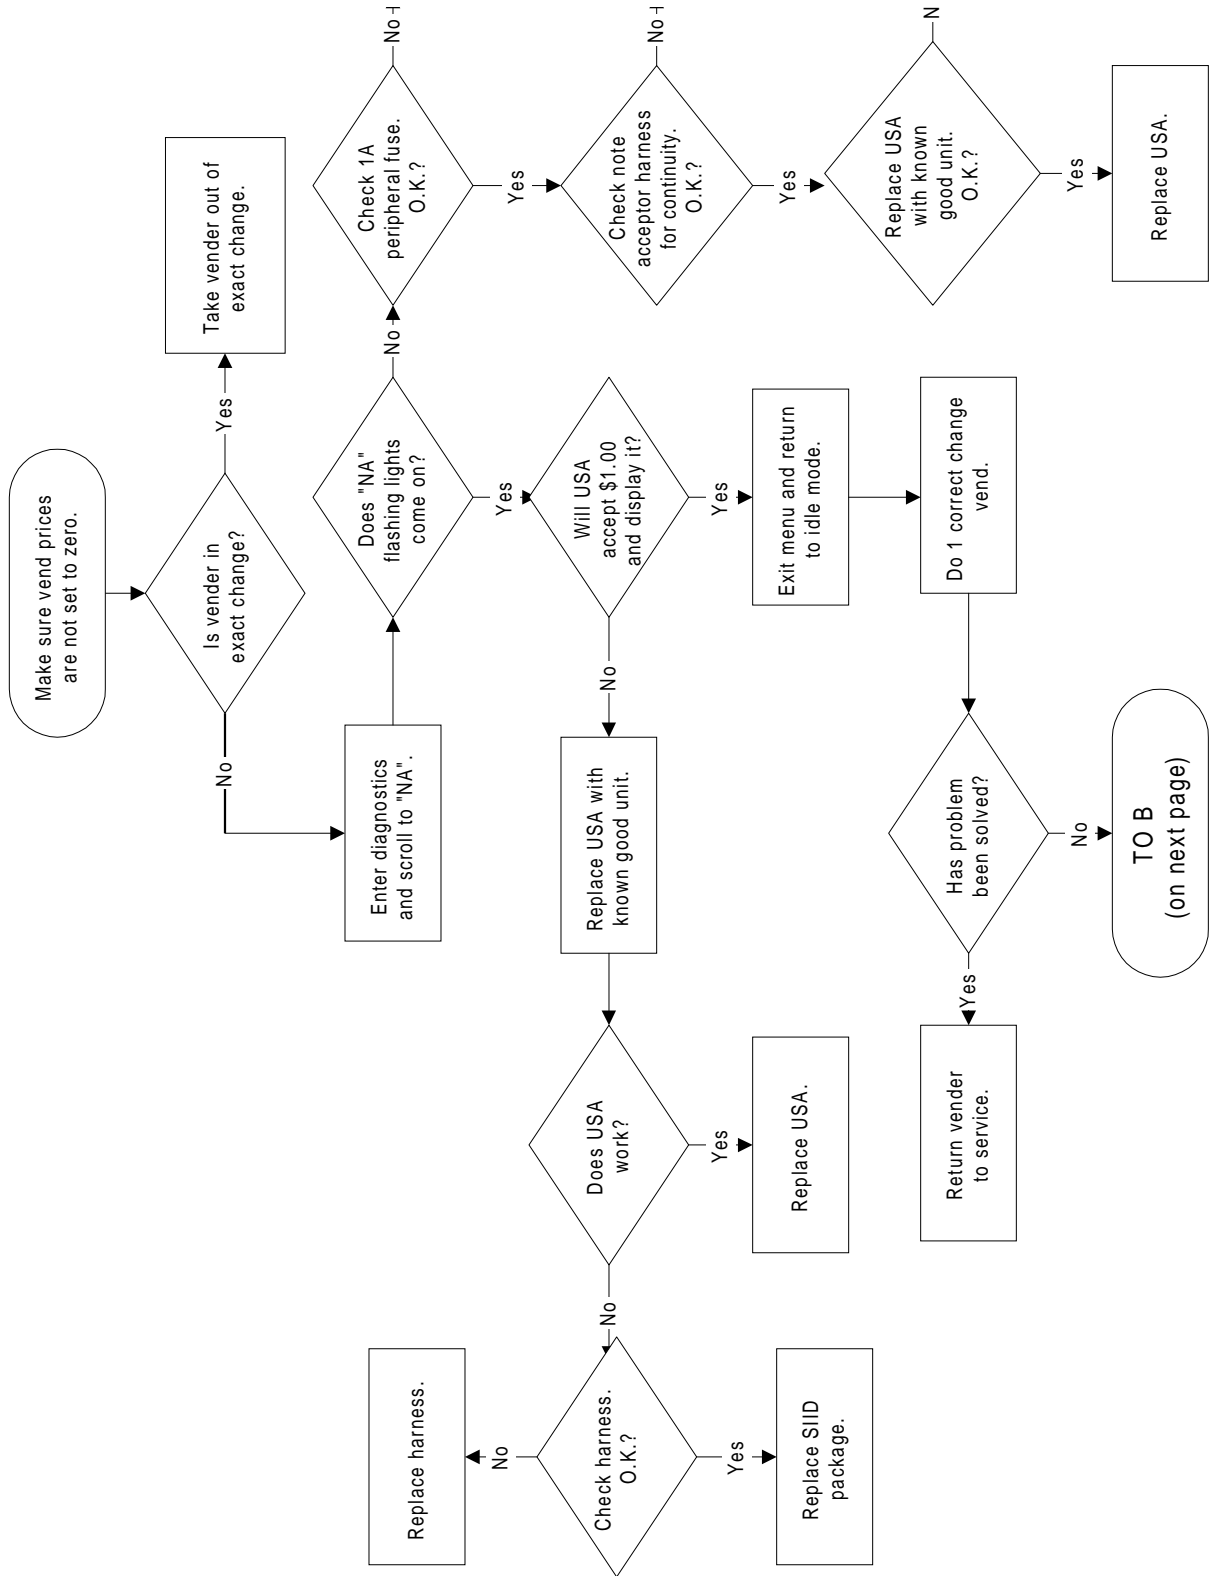 Make sure vend prices
are not set to zero.
Is vender in
exact change?
Yes
Take vender out of
exact change.
No
Enter diagnostics
and scroll to "NA".
Does "NA"
flashing lights
come on?
No
Check 1A
peripheral fuse.
O.K.?
No
Yes
Check note
acceptor harness
for continuity.
O.K.?
No
Yes
Replace USA
with known
good unit.
O.K.?
N
Yes
Replace USA.
Yes
Will USA
accept $1.00
and display it?
No
Replace USA with
known good unit.
Does USA
work?
No
Check harness.
O.K.?
No
Replace harness.
Yes
Replace SIID
package.
Yes
Replace USA.
Yes
Exit menu and return
to idle mode.
Do 1 correct change
vend.
Has problem
been solved?
Yes
Return vender
to service.
No
TO B
(on next page)